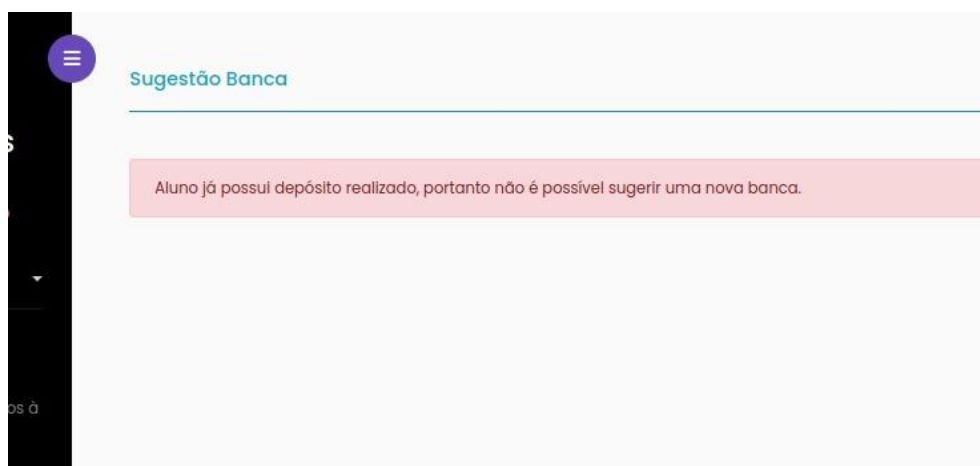 Sugestão Banca
Aluno já possui depósito realizado, portanto não é possível sugerir uma nova banca.
à